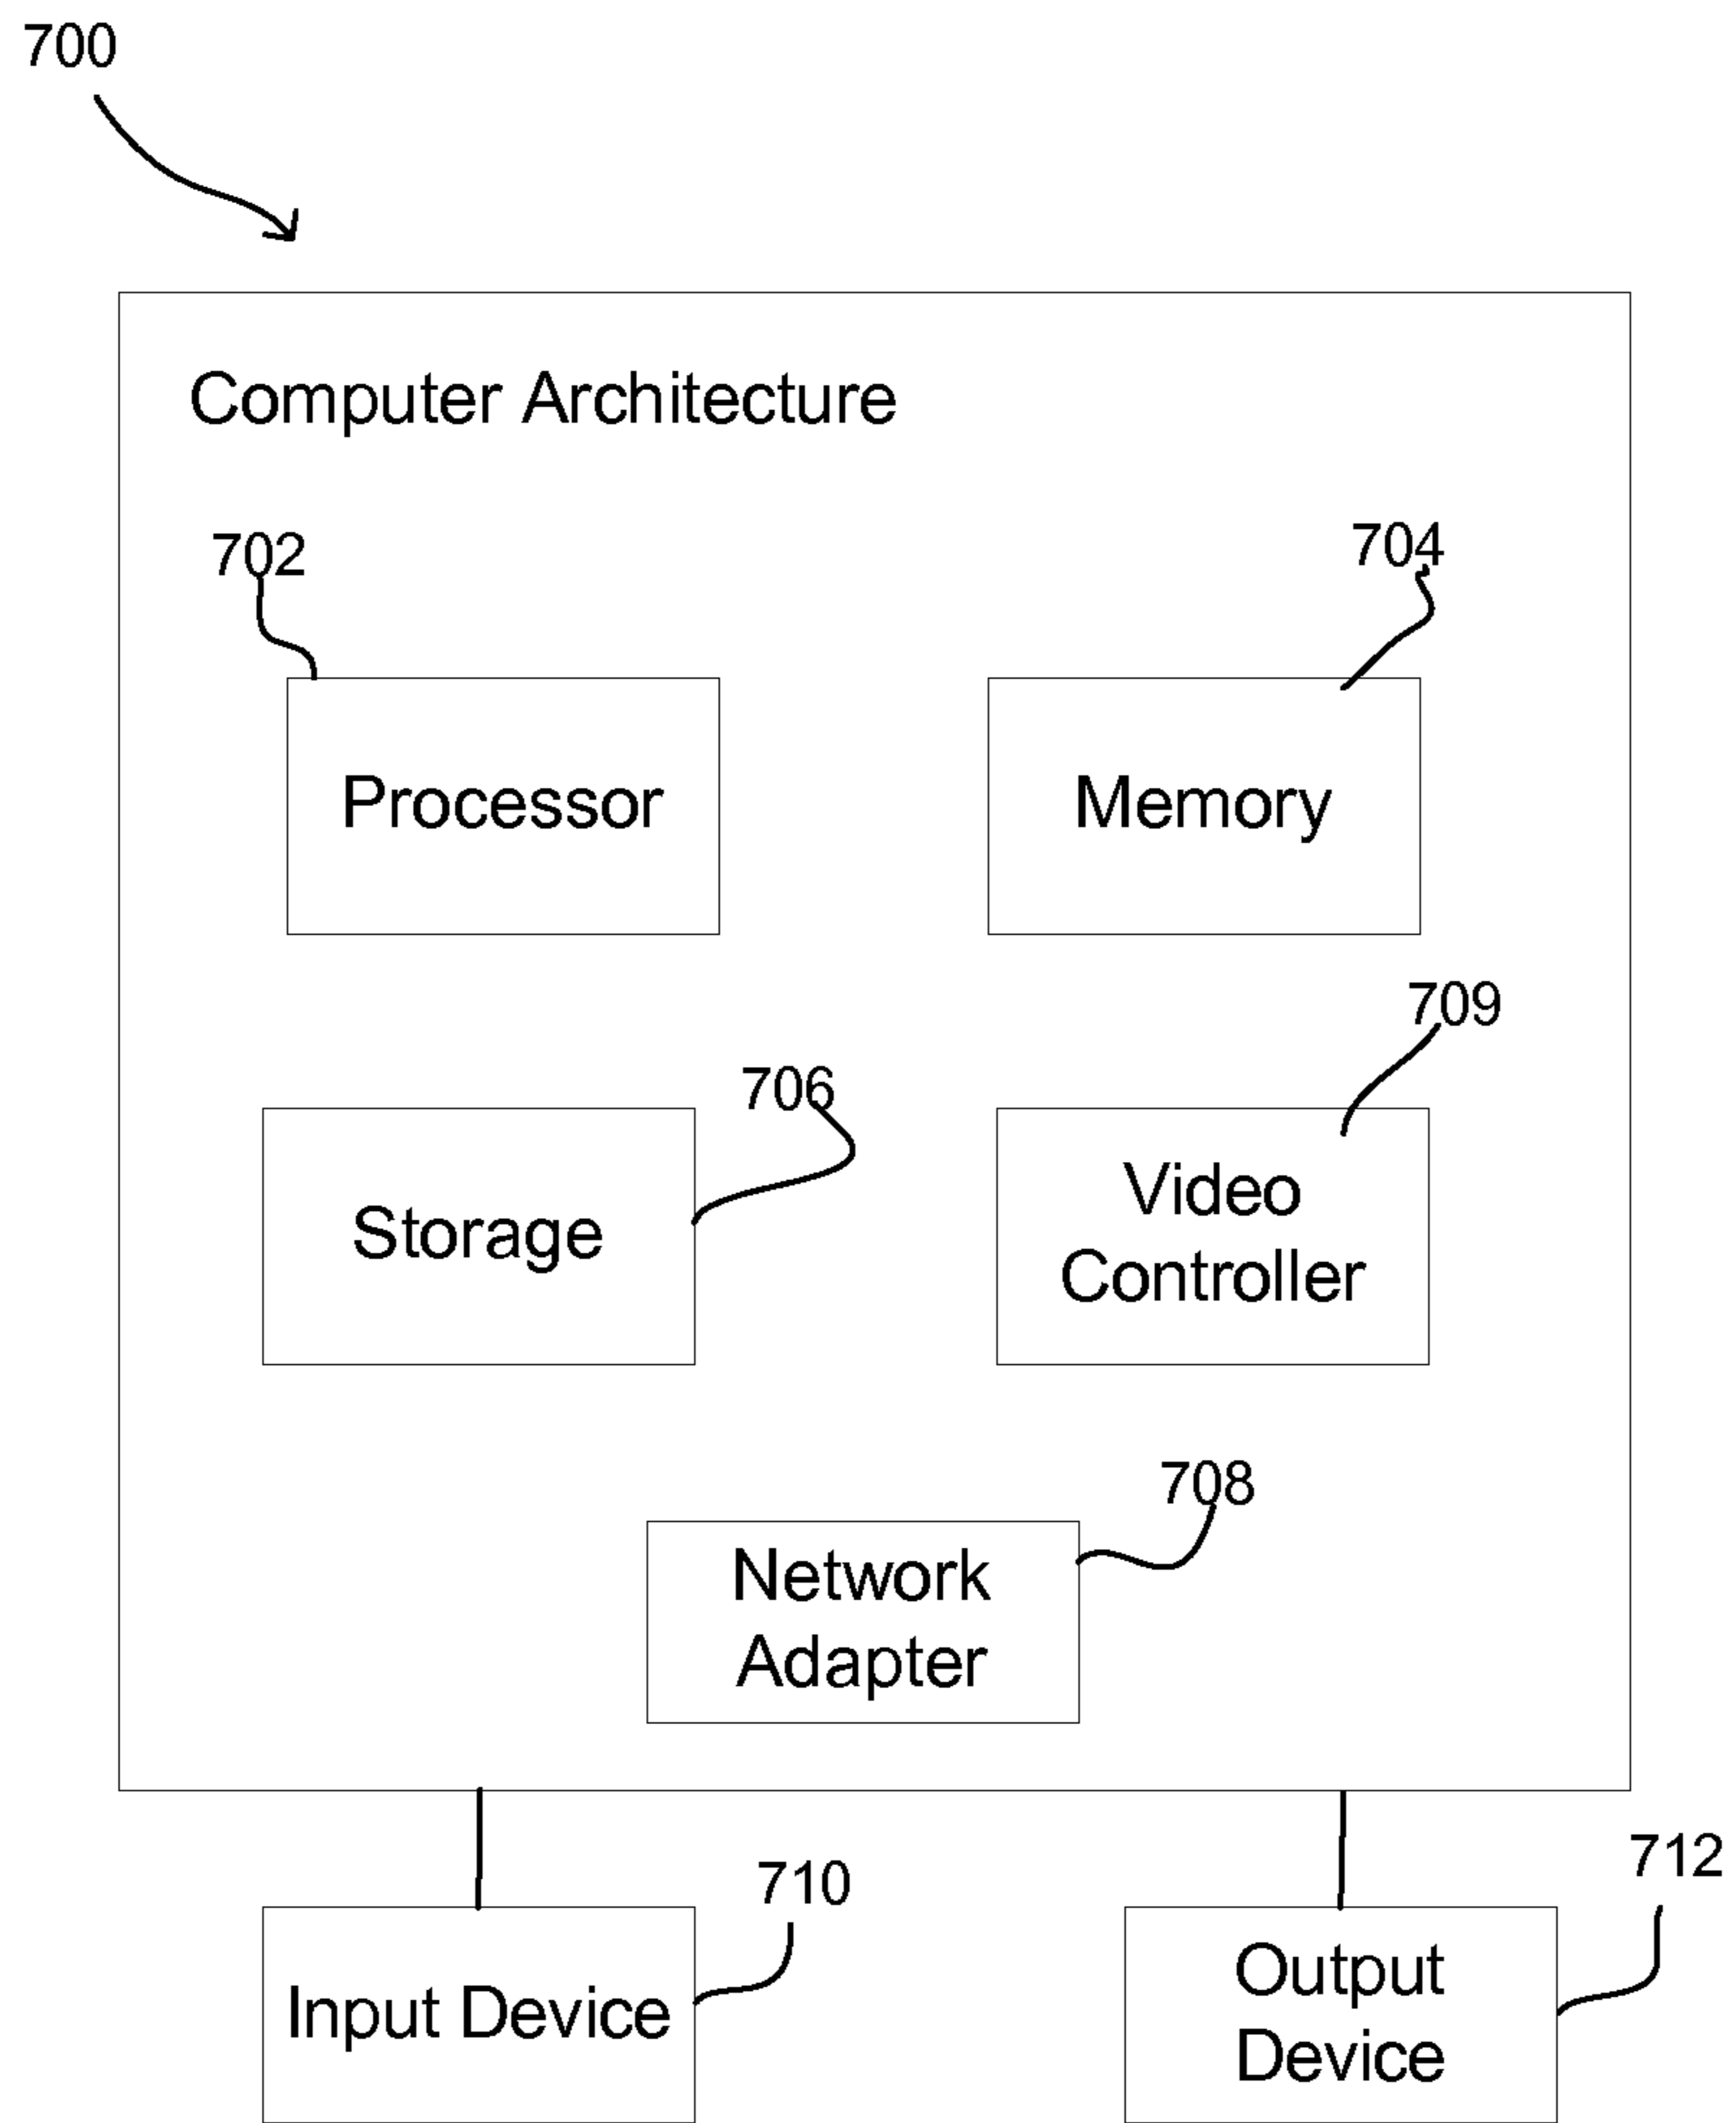 700
Computer Architecture
702
704
Processor
Memory
709
706
Storage
Video
Controller
708
Network
Adapter
710
712
Input Device
Output
Device